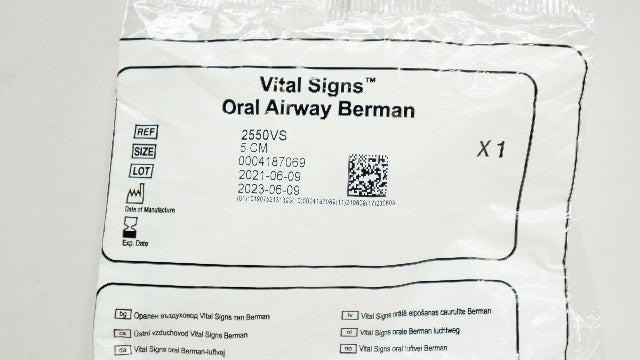 Vital Signs™
Oral Airway Berman
REF 2550VS
SIZE 5 CM
LOT 0004187069
2021-06-09
Date of Manufacture
2023-06-09
Exp. Date
X 1
bg Орален въздуховод Vital Signs тип Berman
cs Ústní vzduchovod Vital Signs Berman
da Vital Signs oral Berman-luftvej
lv Vital Signs orālā elpošanas caurulīte Berman
nl Vital Signs orale Berman luchtweg
no Vital Signs oral luftvei Berman